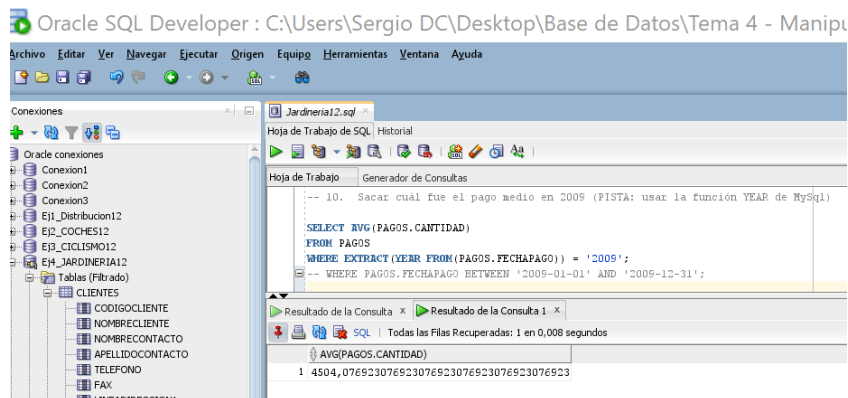 Oracle SQL Developer : C:\Users\Sergio DC\Desktop\Base de Datos\Tema 4 - Manipu
Archivo Editar Ver Navegar Ejecutar Origen Equipo Herramientas Ventana Ayuda
Conexiones
Jardineria12.sql
Hoja de Trabajo de SQL Historial
Hoja de Trabajo Generador de Consultas
Oracle conexiones
Conexion1
Conexion2
Conexion3
Ej1_Distribucion12
Ej2_COCHES12
Ej3_CICLISMO12
Ej4_JARDINERIA12
Tablas (Filtrado)
CLIENTES
CODIGOCLIENTE
NOMBRECLIENTE
NOMBRECONTACTO
APELLIDOCONTACTO
TELEFONO
FAX
-- 10. Sacar cuál fue el pago medio en 2009 (PISTA: usar la función YEAR de MySql)
SELECT AVG(PAGOS.CANTIDAD)
FROM PAGOS
WHERE EXTRACT(YEAR FROM(PAGOS.FECHAPAGO)) = '2009';
-- WHERE PAGOS.FECHAPAGO BETWEEN '2009-01-01' AND '2009-12-31';
Resultado de la Consulta x Resultado de la Consulta 1 x
SQL | Todas las Filas Recuperadas: 1 en 0,008 segundos
AVG(PAGOS.CANTIDAD)
1 4504,076923076923076923076923076923076923